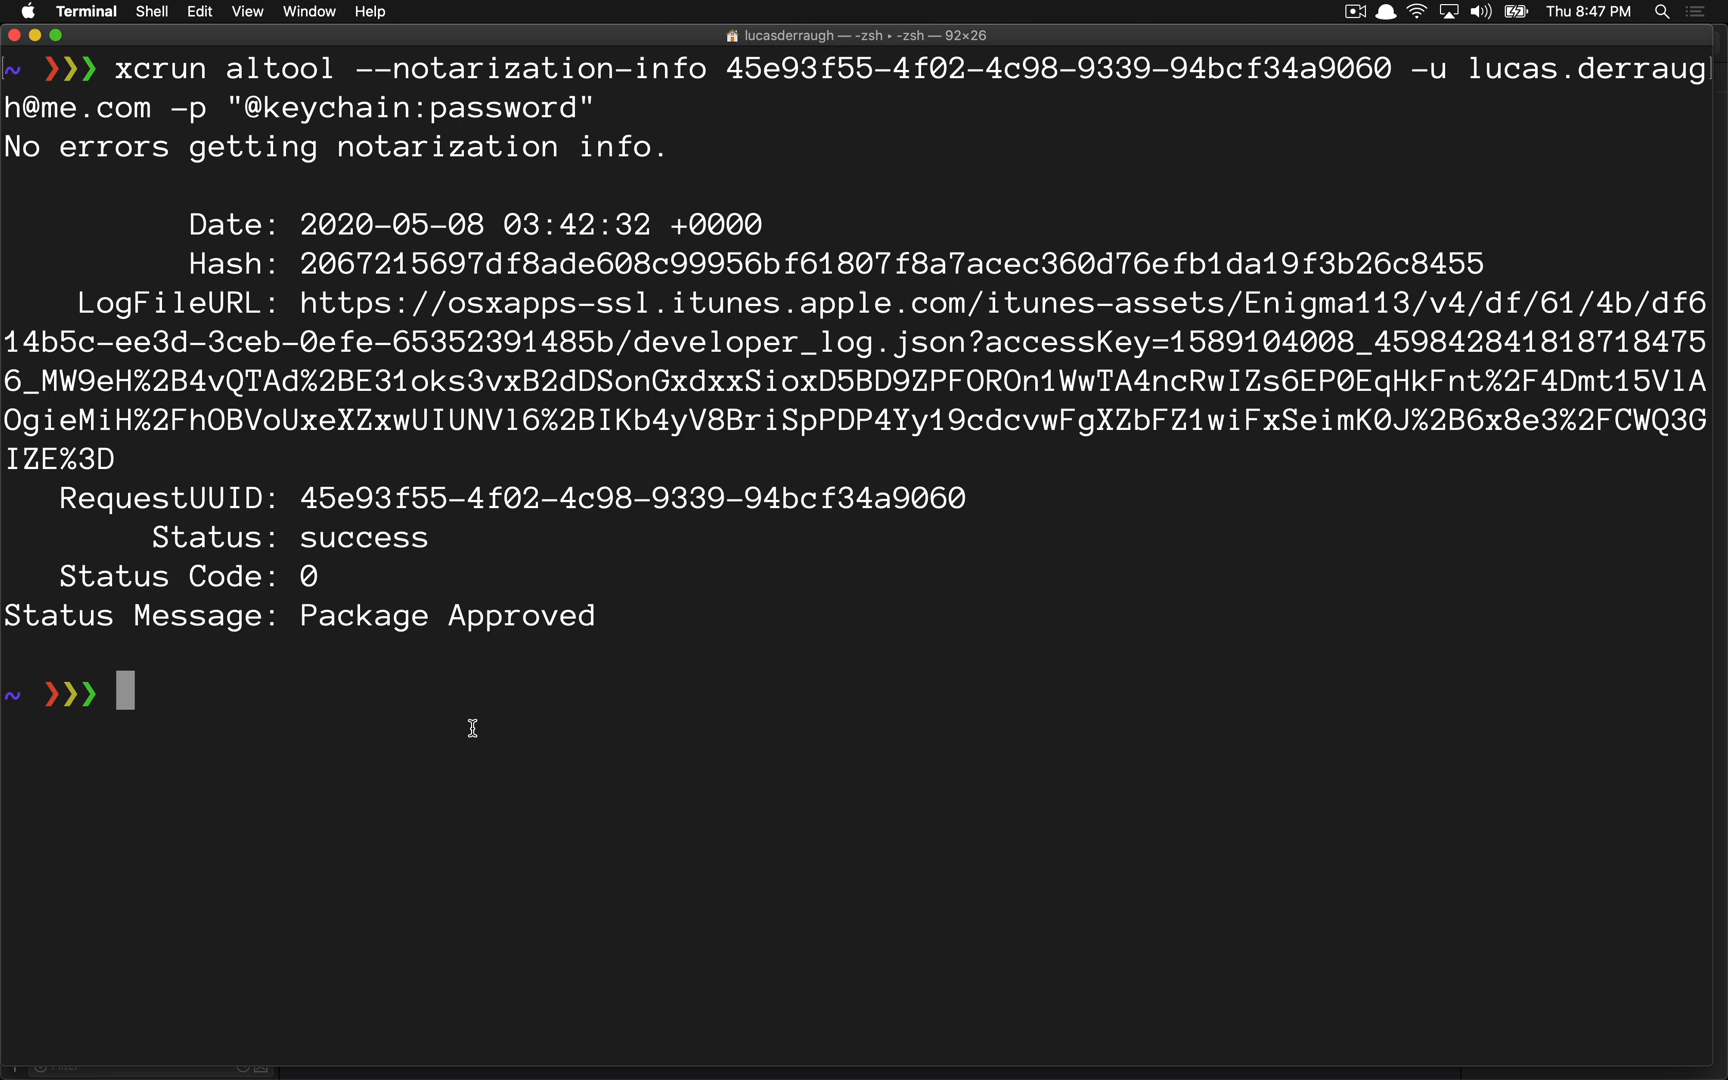 Terminal Shell Edit View Window Help Thu 8:47 PM
lucasderraugh — -zsh ▸ -zsh — 92×26
~ ❯❯❯ xcrun altool --notarization-info 45e93f55-4f02-4c98-9339-94bcf34a9060 -u lucas.derraug
h@me.com -p "@keychain:password"
No errors getting notarization info.
Date: 2020-05-08 03:42:32 +0000
Hash: 2067215697df8ade608c99956bf61807f8a7acec360d76efb1da19f3b26c8455
LogFileURL: https://osxapps-ssl.itunes.apple.com/itunes-assets/Enigma113/v4/df/61/4b/df6
14b5c-ee3d-3ceb-0efe-65352391485b/developer_log.json?accessKey=1589104008_459842841818718475
6_MW9eH%2B4vQTAd%2BE31oks3vxB2dDSonGxdxxSioxD5BD9ZPFOROn1WwTA4ncRwIZs6EP0EqHkFnt%2F4Dmt15VlA
OgieMiH%2FhOBVoUxeXZxwUIUNVl6%2BIKb4yV8BriSpPDP4Yy19cdcvwFgXZbFZ1wiFxSeimK0J%2B6x8e3%2FCWQ3G
IZE%3D
RequestUUID: 45e93f55-4f02-4c98-9339-94bcf34a9060
Status: success
Status Code: 0
Status Message: Package Approved
~ ❯❯❯